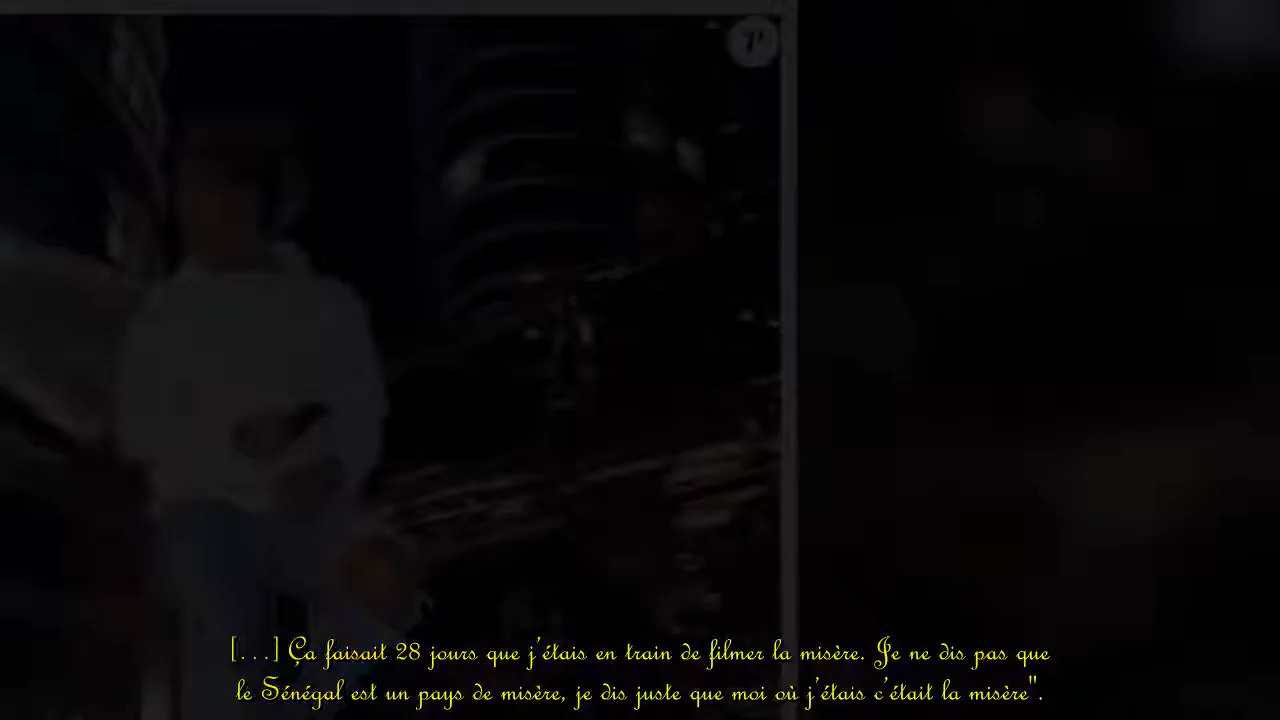 [...] Ça faisait 28 jours que j'étais en train de filmer la misère. Je ne dis pas que
le Sénégal est un pays de misère, je dis juste que moi où j'étais c'était la misère".